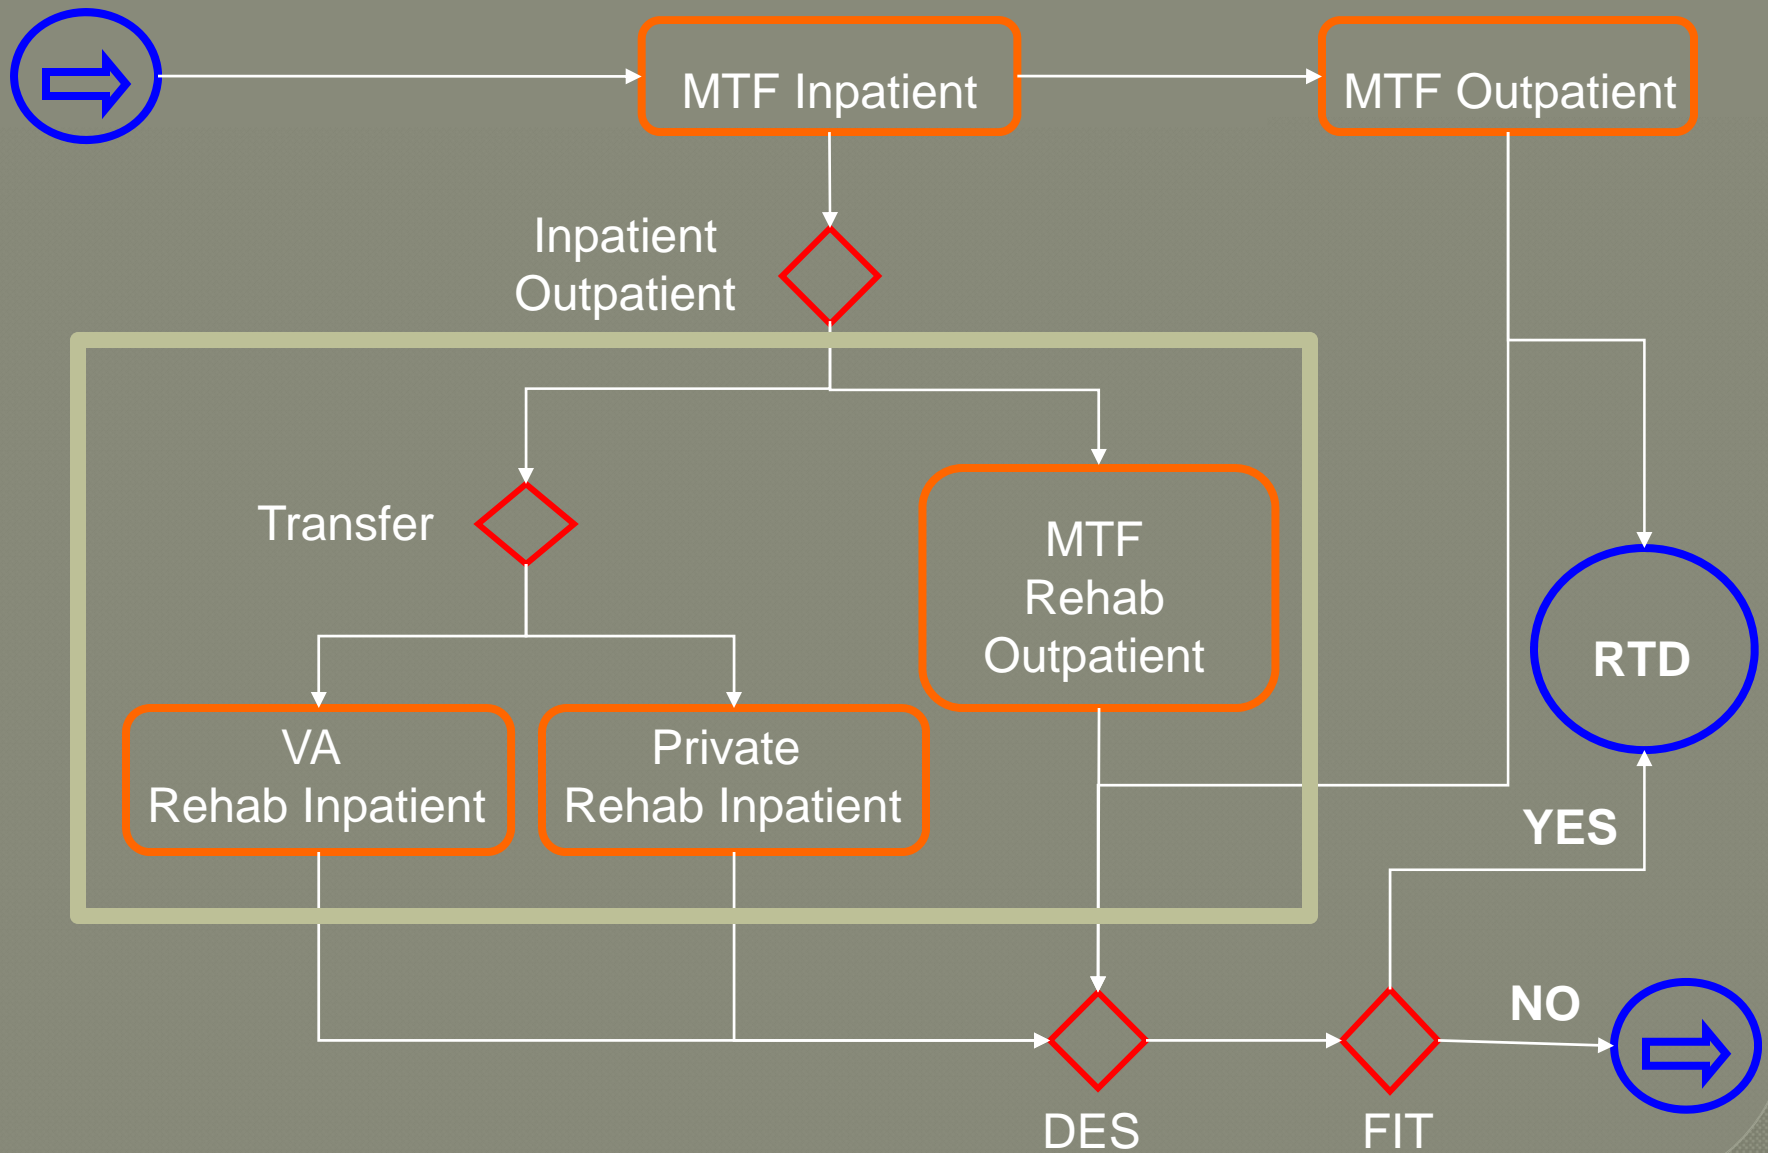 MTF Inpatient
MTF Outpatient
Inpatient
Outpatient
Transfer
MTF
Rehab
Outpatient
RTD
VA
Rehab Inpatient
Private
Rehab Inpatient
YES
NO
DES
FIT